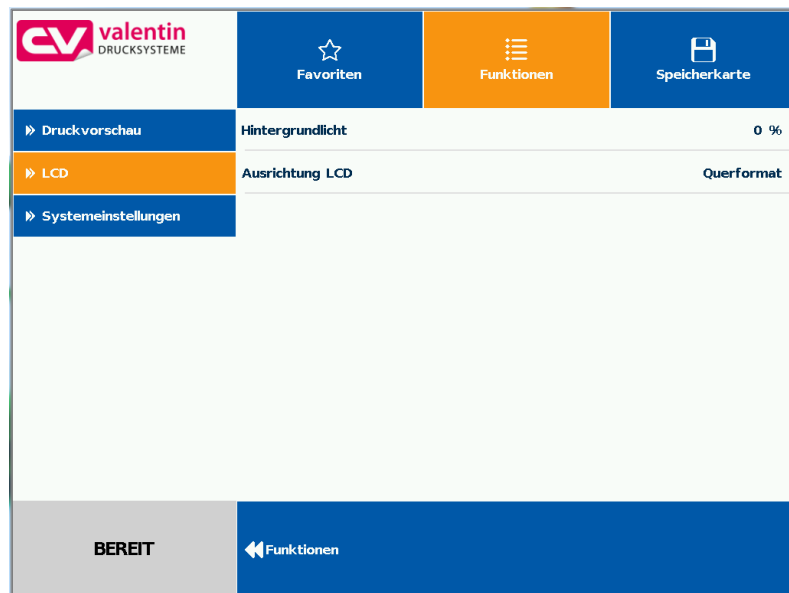 valentin
DRUCKSYSTEME
Favoriten
Funktionen
Speicherkarte
Druckvorschau
Hintergrundlicht 0 %
LCD
Ausrichtung LCD Querformat
Systemeinstellungen
BEREIT
Funktionen